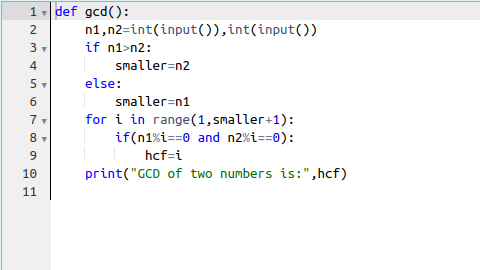 1 def gcd():
2     n1,n2=int(input()),int(input())
3     if n1>n2:
4         smaller=n2
5     else:
6         smaller=n1
7     for i in range(1,smaller+1):
8         if(n1%i==0 and n2%i==0):
9             hcf=i
10     print("GCD of two numbers is:",hcf)
11